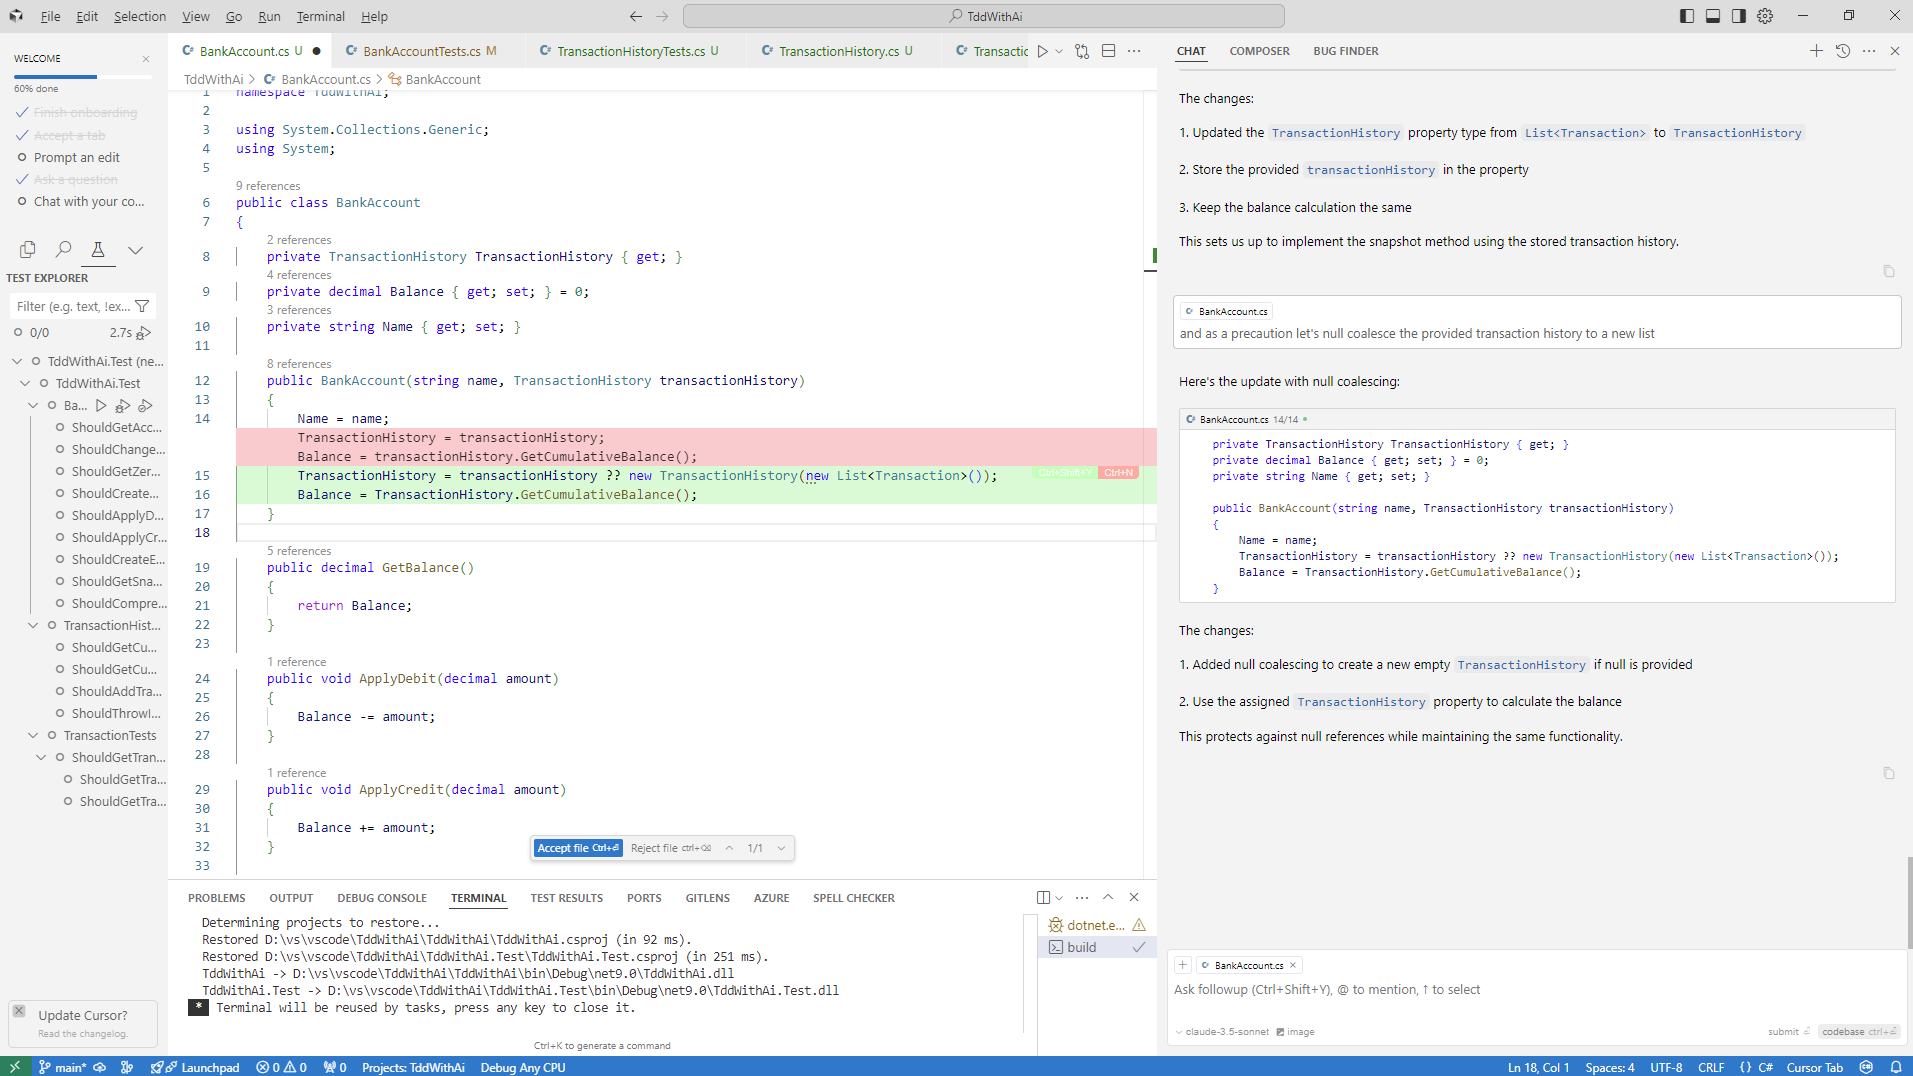 File Edit Selection View Go Run Terminal Help
TddWithAi
WELCOME
60% done
Finish onboarding
Accept a tab
Prompt an edit
Ask a question
Chat with your co...
TEST EXPLORER
Filter (e.g. text, !ex...
0/0 2.7s
TddWithAi.Test (ne...
TddWithAi.Test
Ba...
ShouldGetAcc...
ShouldChange...
ShouldGetZer...
ShouldCreate...
ShouldApplyD...
ShouldApplyCr...
ShouldCreateE...
ShouldGetSna...
ShouldCompre...
TransactionHist...
ShouldGetCu...
ShouldGetCu...
ShouldAddTra...
ShouldThrowI...
TransactionTests
ShouldGetTran...
ShouldGetTra...
ShouldGetTra...
Update Cursor?
Read the changelog.
BankAccount.cs U BankAccountTests.cs M TransactionHistoryTests.cs U TransactionHistory.cs U Transactic
TddWithAi > BankAccount.cs > BankAccount
1 namespace TddWithAi;
2
3 using System.Collections.Generic;
4 using System;
5
9 references
6 public class BankAccount
7 {
2 references
8 private TransactionHistory TransactionHistory { get; }
4 references
9 private decimal Balance { get; set; } = 0;
3 references
10 private string Name { get; set; }
11
8 references
12 public BankAccount(string name, TransactionHistory transactionHistory)
13 {
14 Name = name;
TransactionHistory = transactionHistory;
Balance = transactionHistory.GetCumulativeBalance();
15 TransactionHistory = transactionHistory ?? new TransactionHistory(new List<Transaction>()); Ctrl+Shift+Y Ctrl+N
16 Balance = TransactionHistory.GetCumulativeBalance();
17 }
18
5 references
19 public decimal GetBalance()
20 {
21 return Balance;
22 }
23
1 reference
24 public void ApplyDebit(decimal amount)
25 {
26 Balance -= amount;
27 }
28
1 reference
29 public void ApplyCredit(decimal amount)
30 {
31 Balance += amount;
32 }
33
Accept file Ctrl+⏎ Reject file ctrl+⌫ 1/1
PROBLEMS OUTPUT DEBUG CONSOLE TERMINAL TEST RESULTS PORTS GITLENS AZURE SPELL CHECKER
Determining projects to restore...
Restored D:\vs\vscode\TddWithAi\TddWithAi\TddWithAi.csproj (in 92 ms).
Restored D:\vs\vscode\TddWithAi\TddWithAi.Test\TddWithAi.Test.csproj (in 251 ms).
TddWithAi -> D:\vs\vscode\TddWithAi\TddWithAi\bin\Debug\net9.0\TddWithAi.dll
TddWithAi.Test -> D:\vs\vscode\TddWithAi\TddWithAi.Test\bin\Debug\net9.0\TddWithAi.Test.dll
* Terminal will be reused by tasks, press any key to close it.
Ctrl+K to generate a command
dotnet.e...
build
CHAT COMPOSER BUG FINDER
The changes:
1. Updated the TransactionHistory property type from List<Transaction> to TransactionHistory
2. Store the provided transactionHistory in the property
3. Keep the balance calculation the same
This sets us up to implement the snapshot method using the stored transaction history.
BankAccount.cs
and as a precaution let's null coalesce the provided transaction history to a new list
Here's the update with null coalescing:
BankAccount.cs 14/14
private TransactionHistory TransactionHistory { get; }
private decimal Balance { get; set; } = 0;
private string Name { get; set; }
public BankAccount(string name, TransactionHistory transactionHistory)
{
Name = name;
TransactionHistory = transactionHistory ?? new TransactionHistory(new List<Transaction>());
Balance = TransactionHistory.GetCumulativeBalance();
}
The changes:
1. Added null coalescing to create a new empty TransactionHistory if null is provided
2. Use the assigned TransactionHistory property to calculate the balance
This protects against null references while maintaining the same functionality.
+ BankAccount.cs ×
Ask followup (Ctrl+Shift+Y), @ to mention, ↑ to select
claude-3.5-sonnet image submit ⏎ codebase ctrl+⏎
main* Launchpad 0 0 0 Projects: TddWithAi Debug Any CPU Ln 18, Col 1 Spaces: 4 UTF-8 CRLF {} C# Cursor Tab